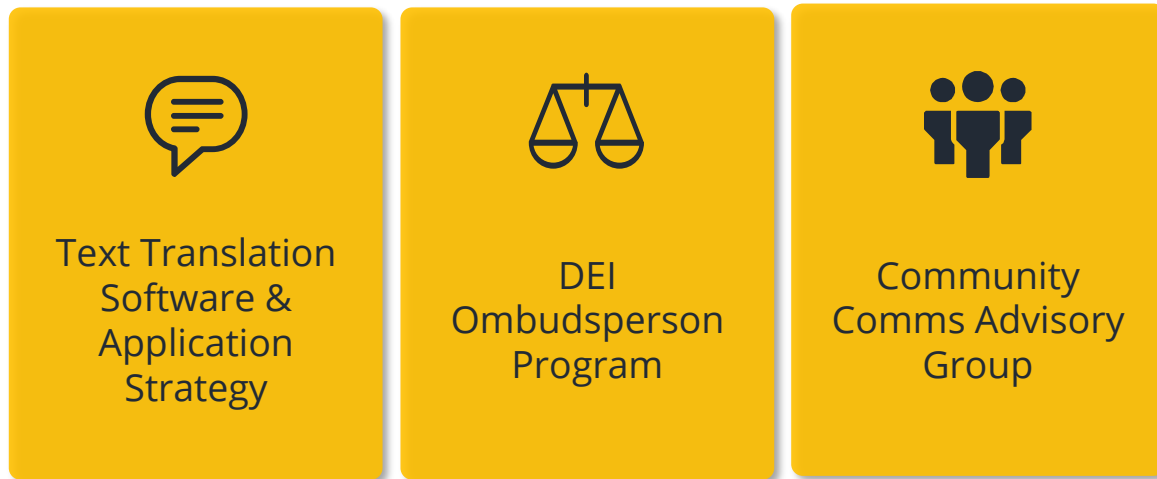 Text Translation
Software &
Application
Strategy
DEI
Ombudsperson
Program
Community
Comms Advisory
Group